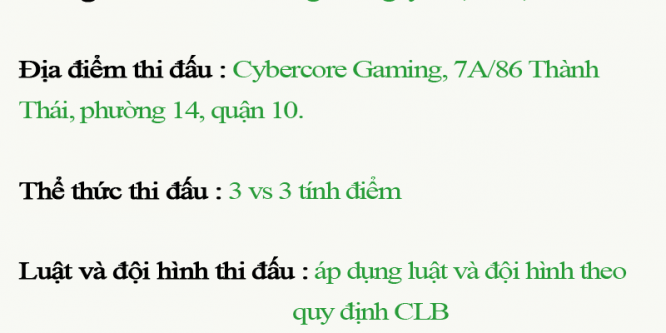 Địa điểm thi đấu : Cybercore Gaming, 7A/86 Thành
Thái, phường 14, quận 10.
Thể thức thi đấu : 3 vs 3 tính điểm
Luật và đội hình thi đấu : áp dụng luật và đội hình theo
quy định CLB